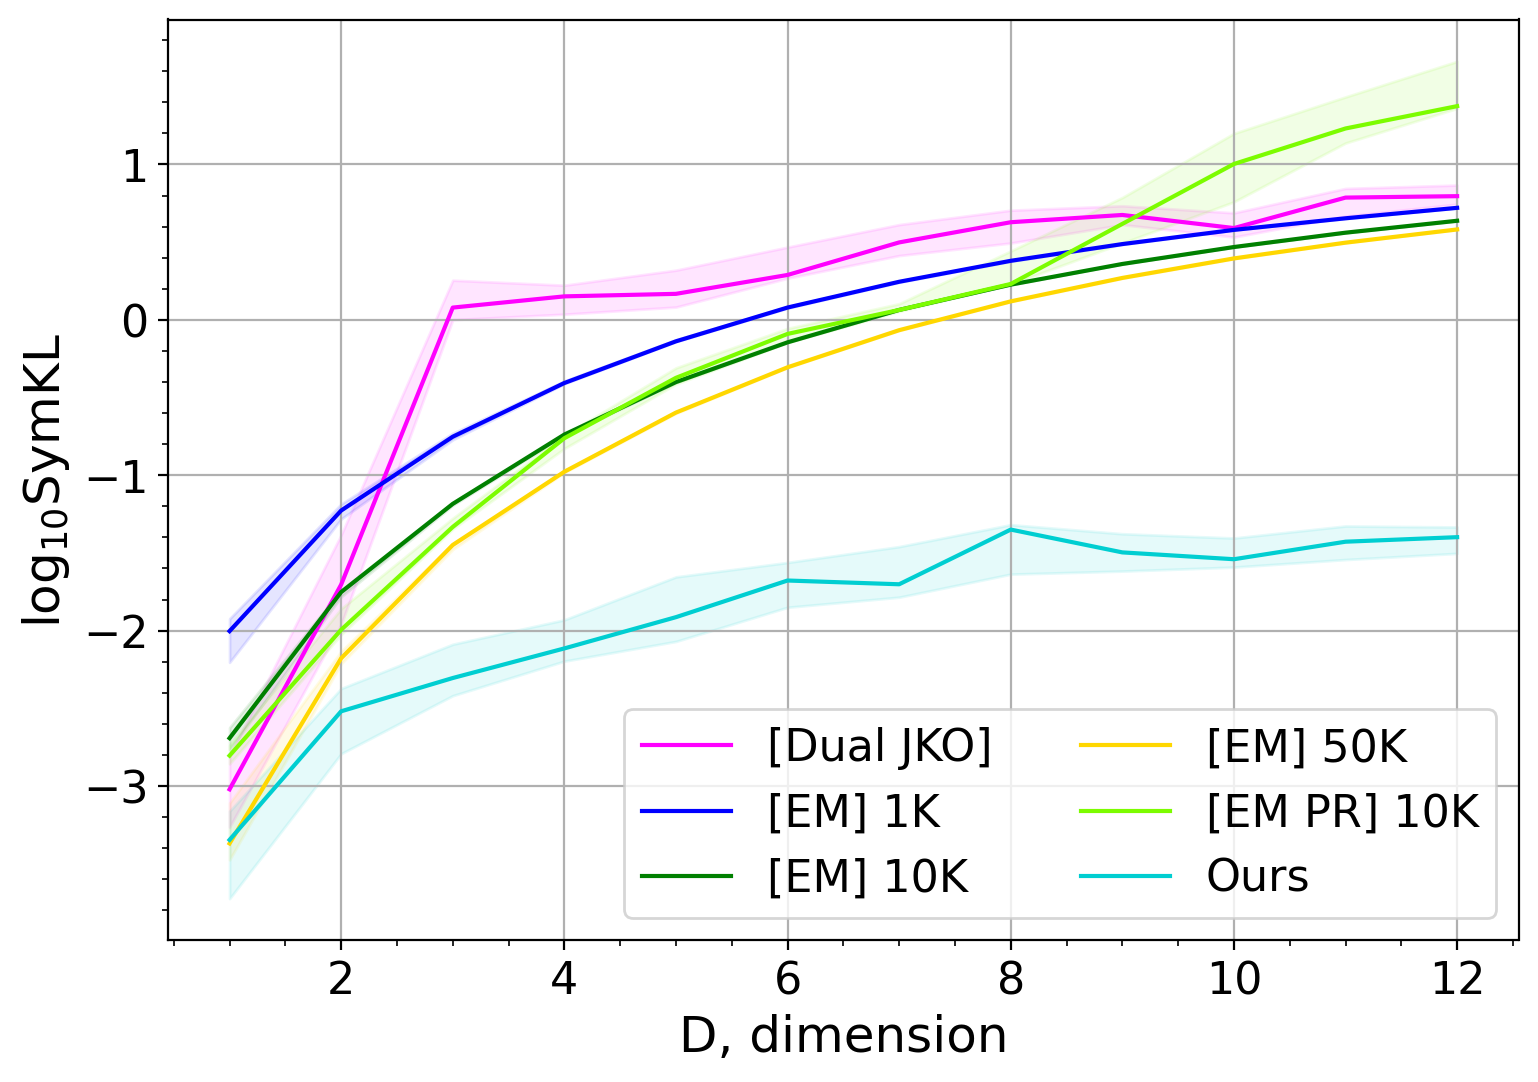 log₁₀SymKL
1
0
−1
−2
−3
[Dual JKO]
[EM] 1K
[EM] 10K
[EM] 50K
[EM PR] 10K
Ours
2 4 6 8 10 12
D, dimension